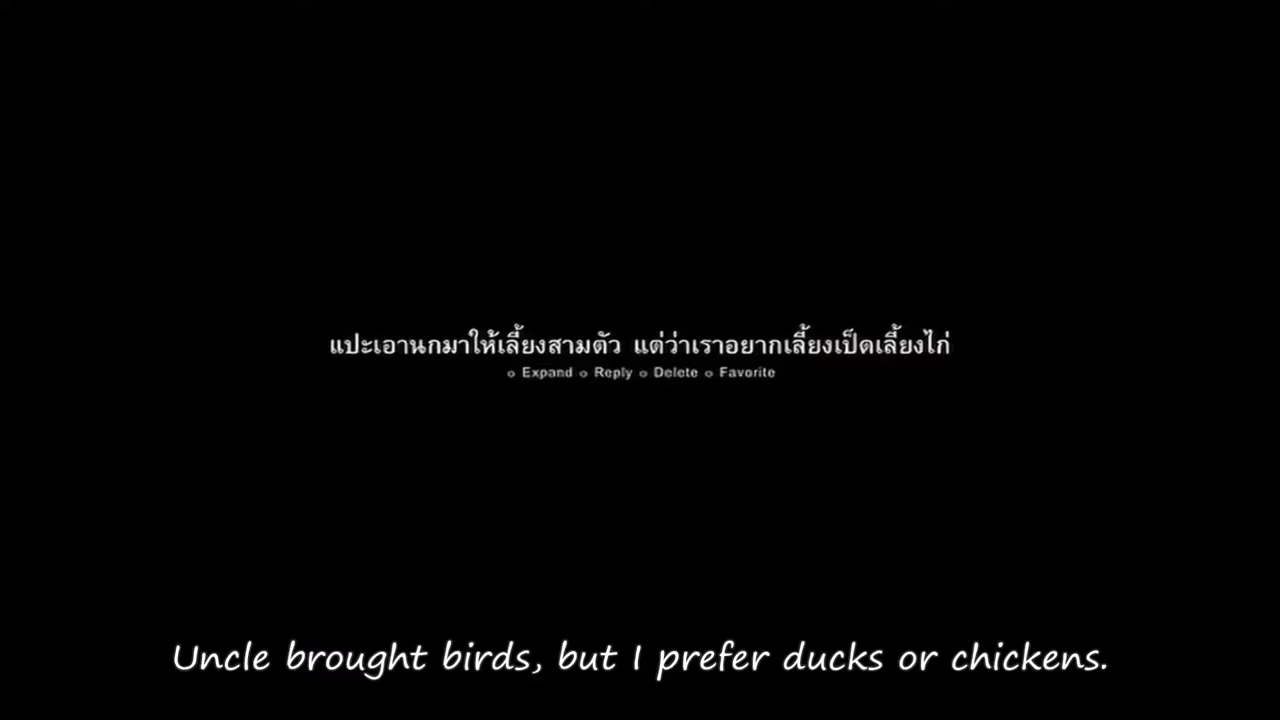 แปะเอานกมาให้เลี้ยงสามตัว แต่ว่าเราอยากเลี้ยงเป็ดเลี้ยงไก่
Expand Reply Delete Favorite
Uncle brought birds, but I prefer ducks or chickens.